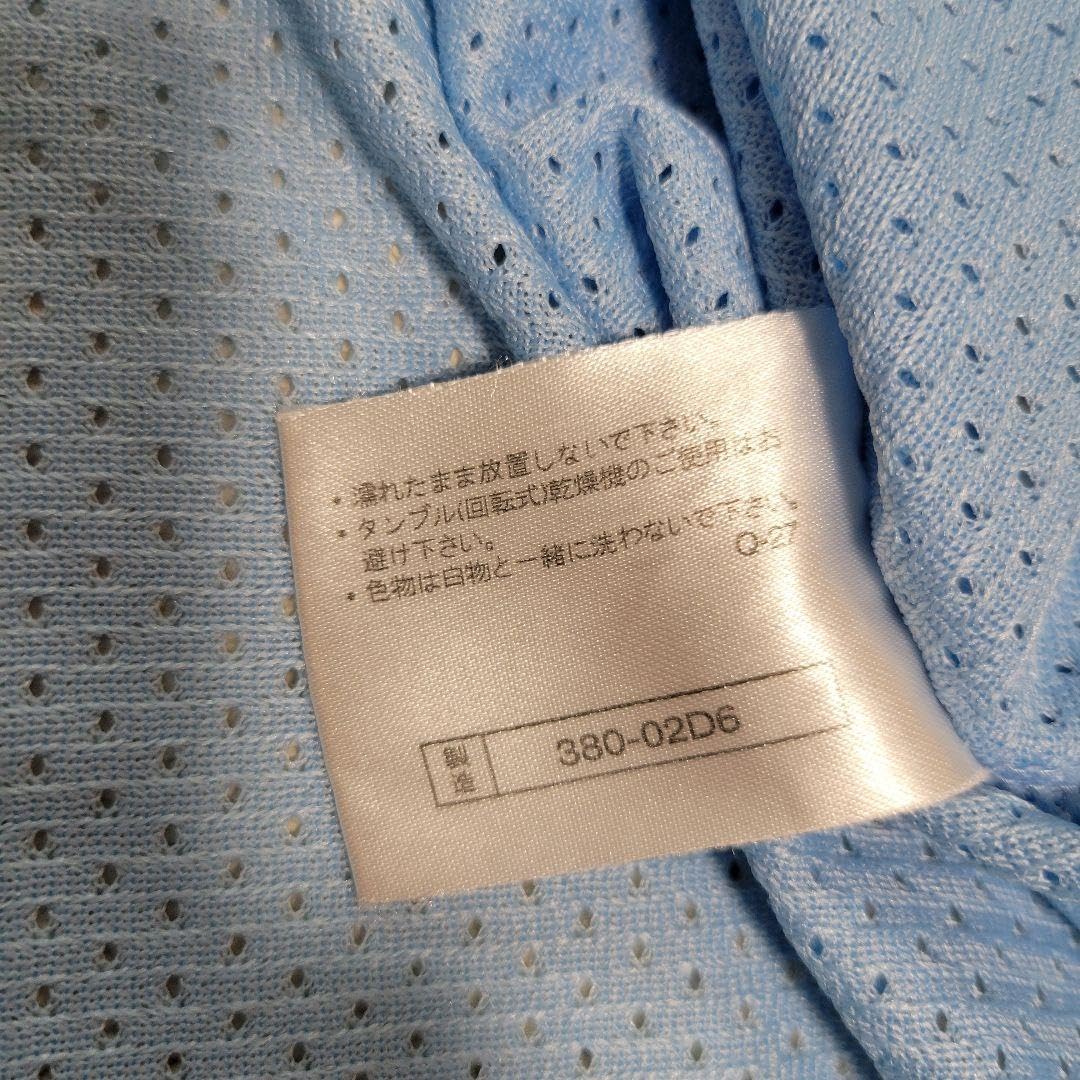 ・濡れたまま放置しないで下さい。
・タンブル(回転式)乾燥機のご使用はお
避け下さい。
・色物は白物と一緒に洗わないで下さい。
Q-27
製造 380-02D6